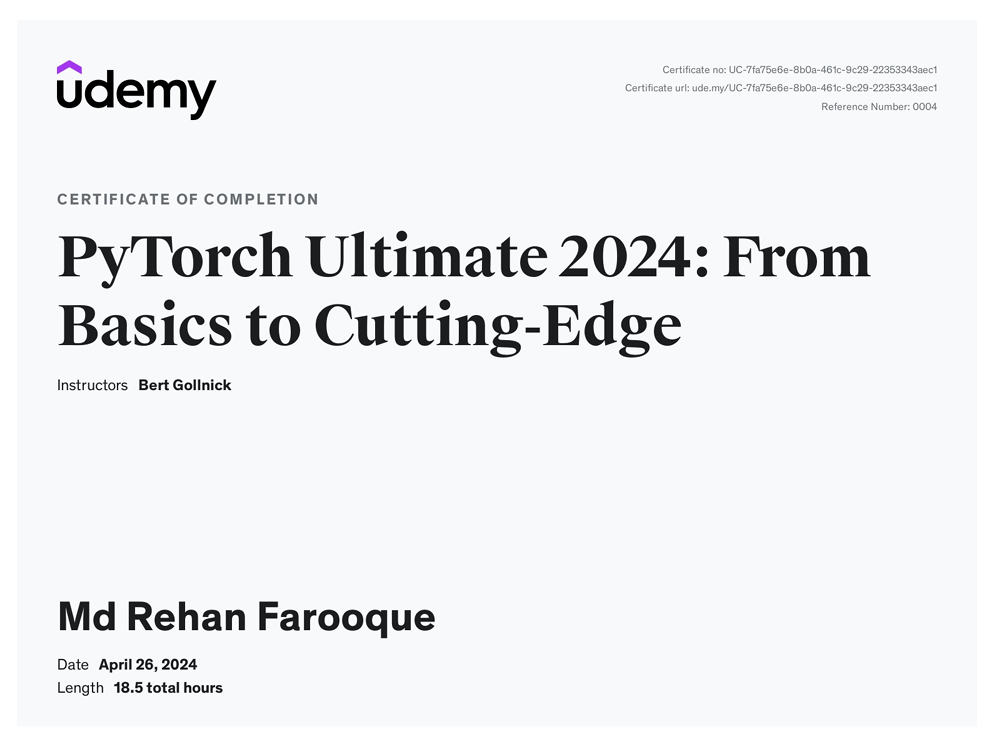 udemy
Certificate no: UC-7fa75e6e-8b0a-461c-9c29-22353343aec1
Certificate url: ude.my/UC-7fa75e6e-8b0a-461c-9c29-22353343aec1
Reference Number: 0004
CERTIFICATE OF COMPLETION
PyTorch Ultimate 2024: From
Basics to Cutting-Edge
Instructors Bert Gollnick
Md Rehan Farooque
Date April 26, 2024
Length 18.5 total hours